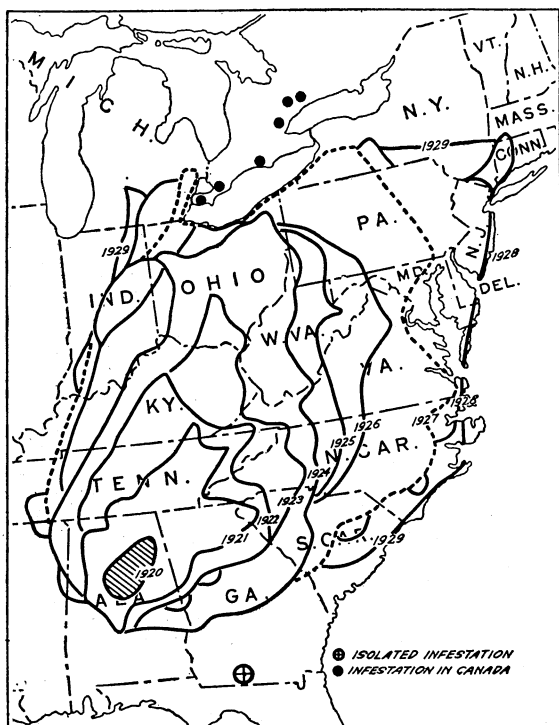 MICH.
VT.
N.H.
N.Y.
MASS.
CONN.
1929
PA.
N.J.
1929
OHIO
MD.
1928
IND.
DEL.
W.VA.
VA.
KY.
1928
1927
1926
1925
N.CAR.
TENN.
1924
1923
1922
1921
S.CAR.
1929
1920
ALA
GA.
ISOLATED INFESTATION
INFESTATION IN CANADA